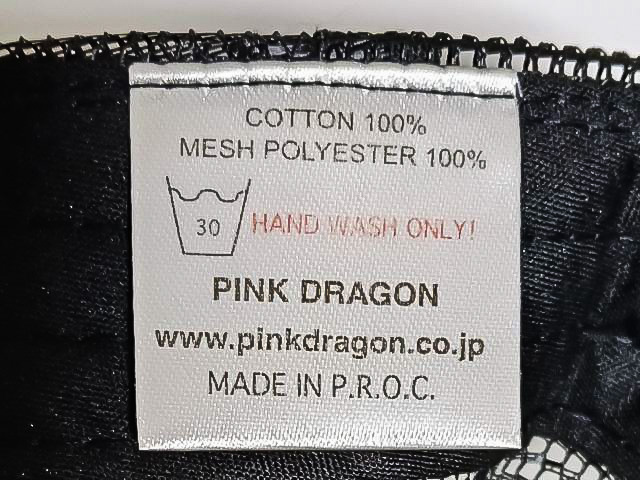 COTTON 100%
MESH POLYESTER 100%
30 HAND WASH ONLY!
PINK DRAGON
www.pinkdragon.co.jp
MADE IN P.R.O.C.